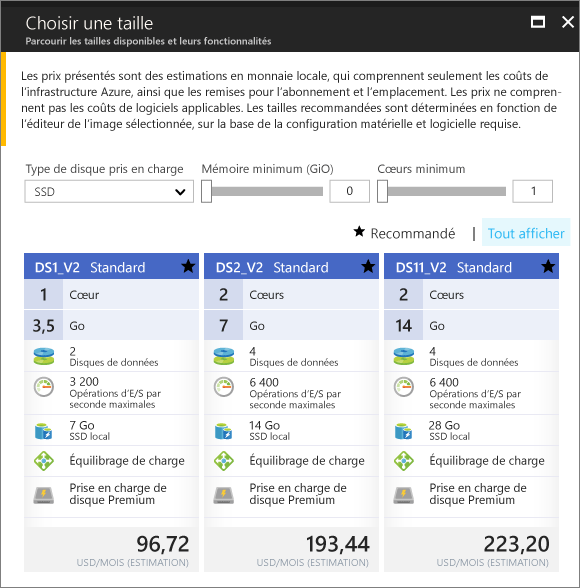 Choisir une taille
Parcourir les tailles disponibles et leurs fonctionnalités
Les prix présentés sont des estimations en monnaie locale, qui comprennent seulement les coûts de
l'infrastructure Azure, ainsi que les remises pour l'abonnement et l'emplacement. Les prix ne compren-
nent pas les coûts de logiciels applicables. Les tailles recommandées sont déterminées en fonction de
l'éditeur de l'image sélectionnée, sur la base de la configuration matérielle et logicielle requise.
Type de disque pris en charge
SSD
Mémoire minimum (GiO)
0
Cœurs minimum
1
★ Recommandé | Tout afficher
DS1_V2 Standard ★
1 Cœur
3,5 Go
2
Disques de données
3 200
Opérations d'E/S par
seconde maximales
7 Go
SSD local
Équilibrage de charge
Prise en charge de
disque Premium
96,72
USD/MOIS (ESTIMATION)
DS2_V2 Standard ★
2 Cœurs
7 Go
4
Disques de données
6 400
Opérations d'E/S par
seconde maximales
14 Go
SSD local
Équilibrage de charge
Prise en charge de
disque Premium
193,44
USD/MOIS (ESTIMATION)
DS11_V2 Standard ★
2 Cœurs
14 Go
4
Disques de données
6 400
Opérations d'E/S par
seconde maximales
28 Go
SSD local
Équilibrage de charge
Prise en charge de
disque Premium
223,20
USD/MOIS (ESTIMATION)